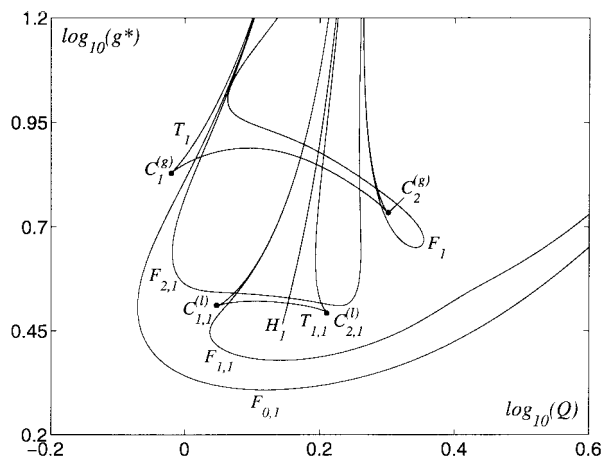 1.2
log10(g*)
0.95
T1
C1(g)
C2(g)
0.7
F1
F2,1
C1,1(l)
H1
T1,1
C2,1(l)
0.45
F1,1
F0,1
log10(Q)
0.2
-0.2
0
0.2
0.4
0.6